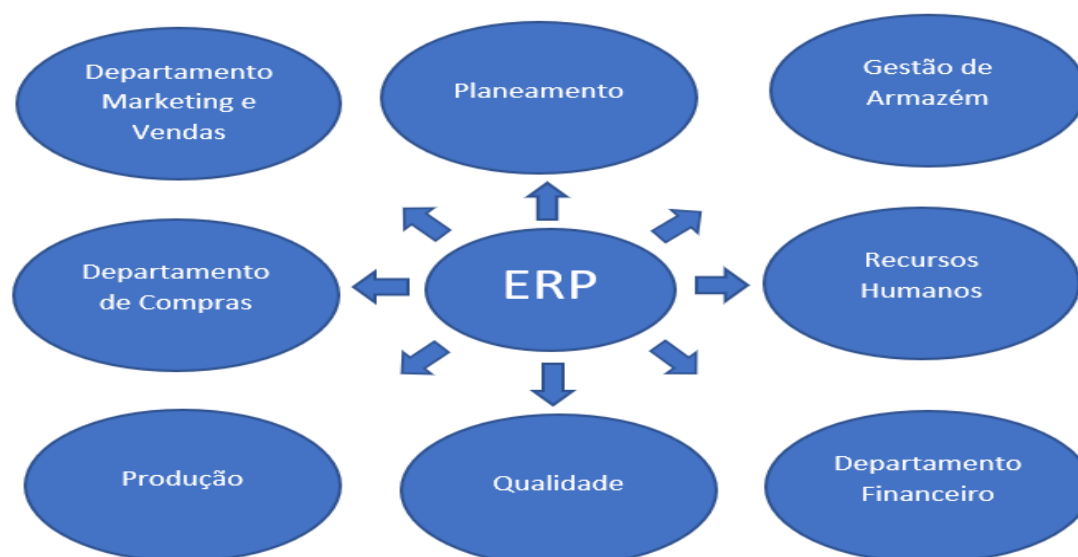 Departamento
Marketing e
Vendas
Planeamento
Gestão de
Armazém
Departamento
de Compras
ERP
Recursos
Humanos
Produção
Qualidade
Departamento
Financeiro